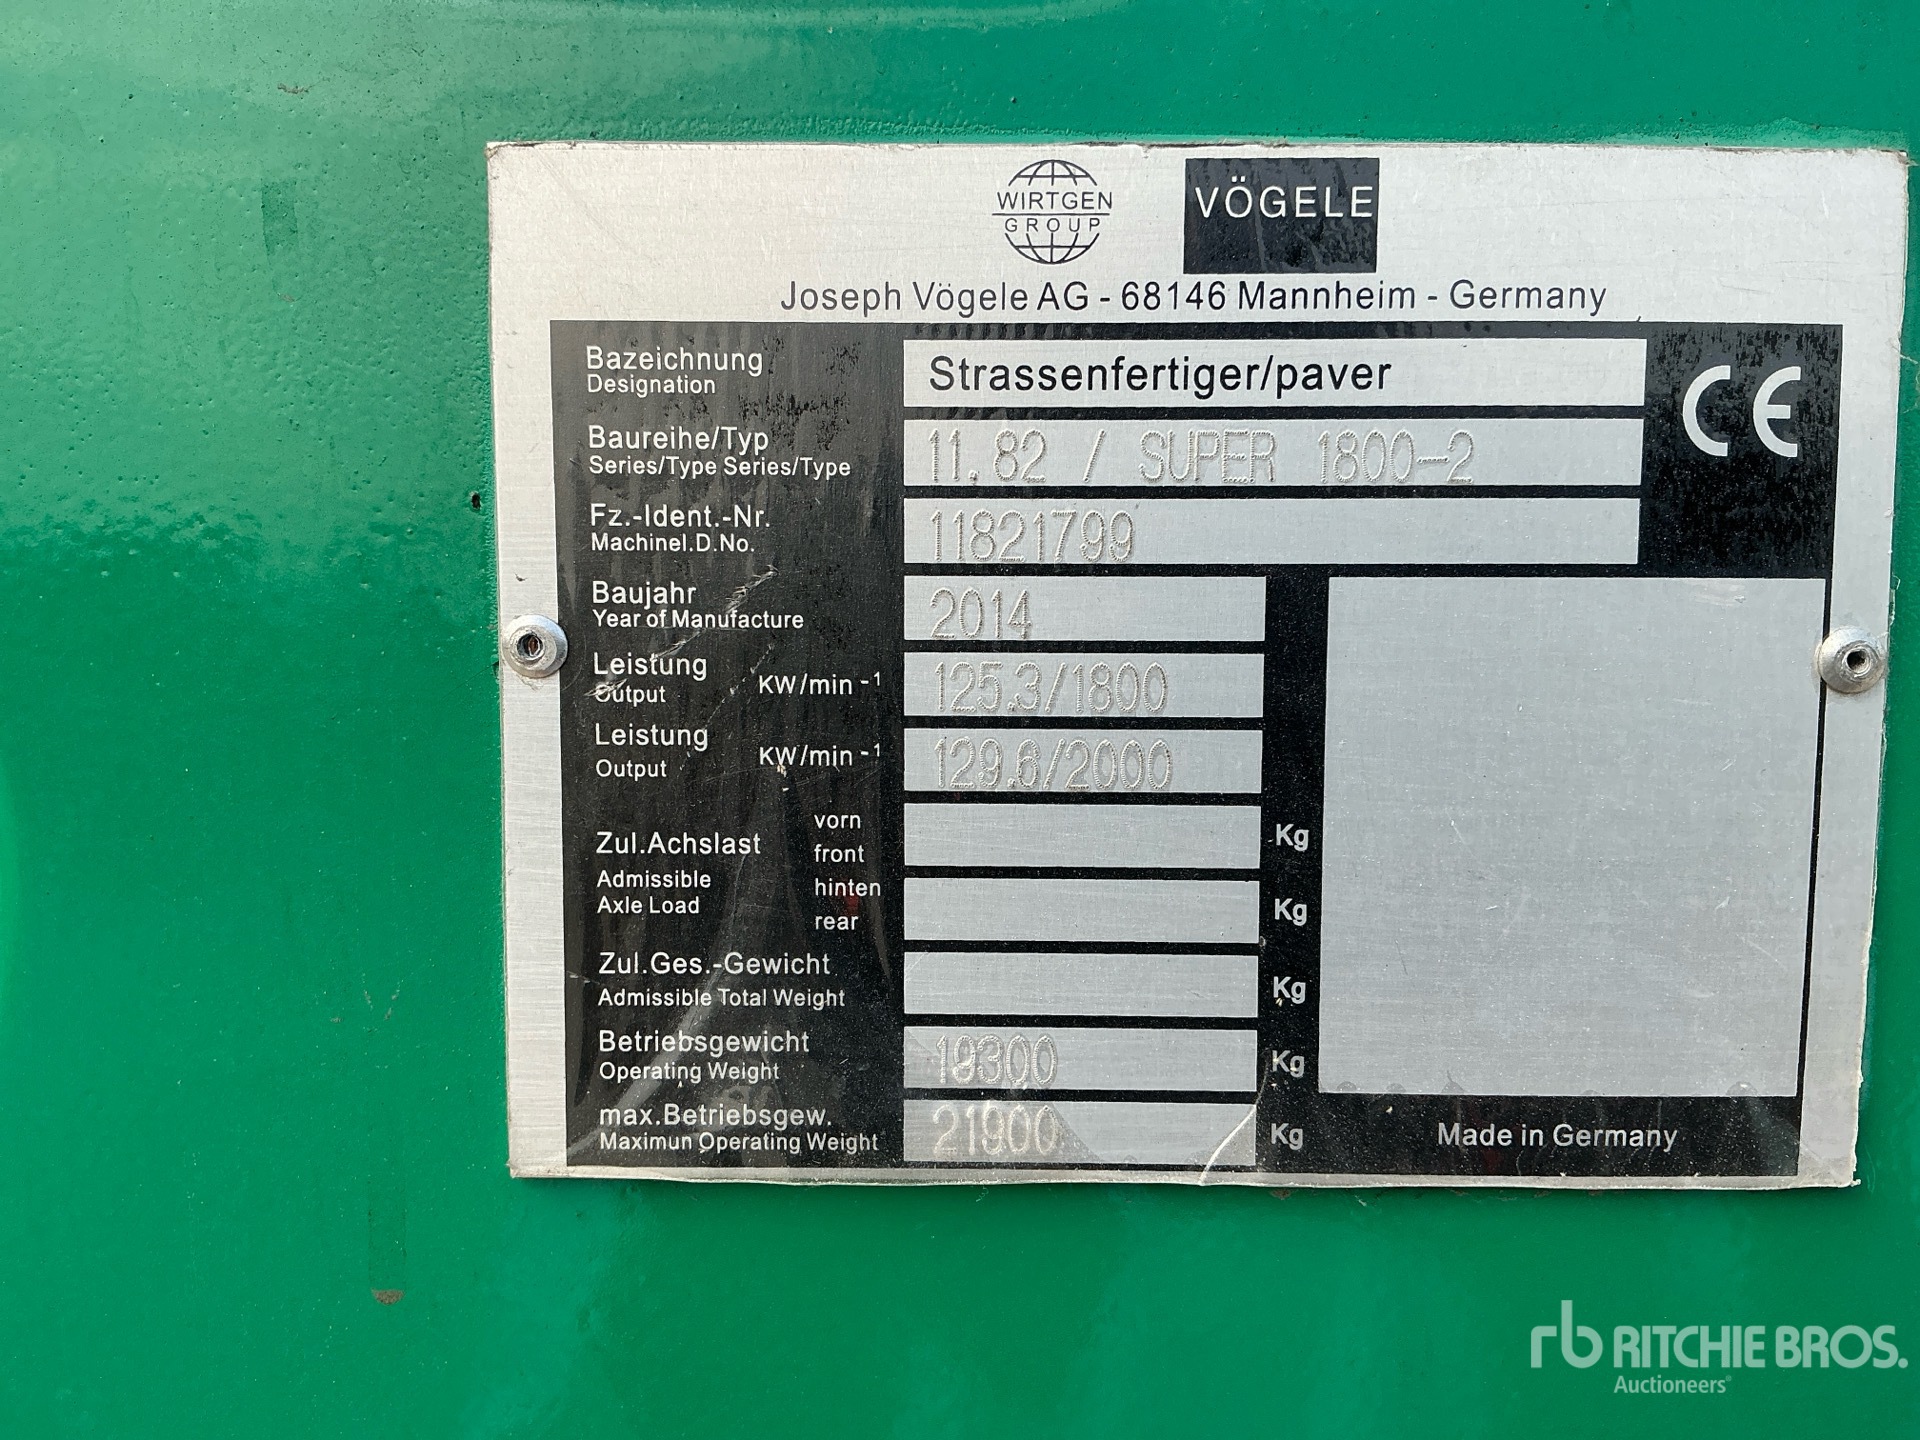 WIRTGEN
GROUP
VÖGELE
Joseph Vögele AG - 68146 Mannheim - Germany
Bazeichnung
Designation
Strassenfertiger/paver
CE
Baureihe/Typ
Series/Type Series/Type
11.82 / SUPER 1800-2
Fz.-Ident.-Nr.
Machinel.D.No.
11821799
Baujahr
Year of Manufacture
2014
Leistung
Output
KW/min -1
125.3/1800
Leistung
Output
KW/min -1
129.6/2000
Zul.Achslast
Admissible
Axle Load
vorn
front
Kg
hinten
rear
Kg
Zul.Ges.-Gewicht
Admissible Total Weight
Kg
Betriebsgewicht
Operating Weight
19300
Kg
max.Betriebsgew.
Maximun Operating Weight
21900
Kg
Made in Germany
rb RITCHIE BROS.
Auctioneers